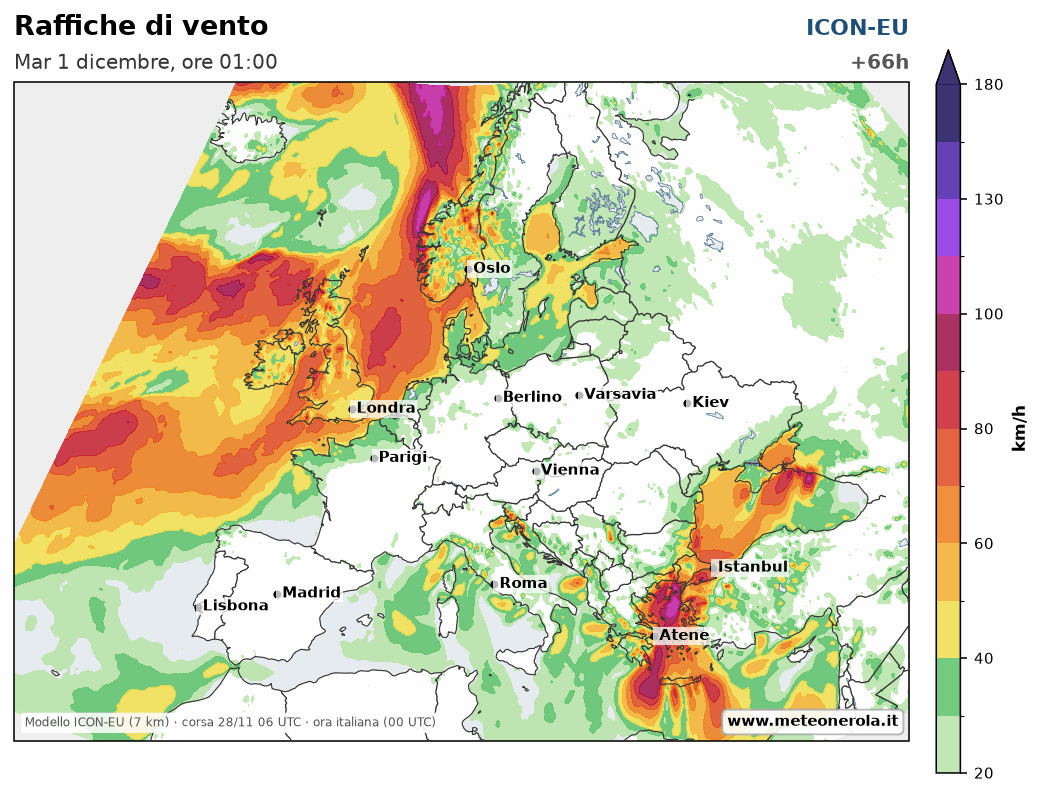 Raffiche di vento
ICON-EU
Mar 1 dicembre, ore 01:00
+66h
180
130
100
80
60
40
20
km/h
Oslo
Berlino
Varsavia
Kiev
Londra
Parigi
Vienna
Istanbul
Roma
Madrid
Lisbona
Atene
Modello ICON-EU (7 km) · corsa 28/11 06 UTC · ora italiana (00 UTC)
www.meteonerola.it